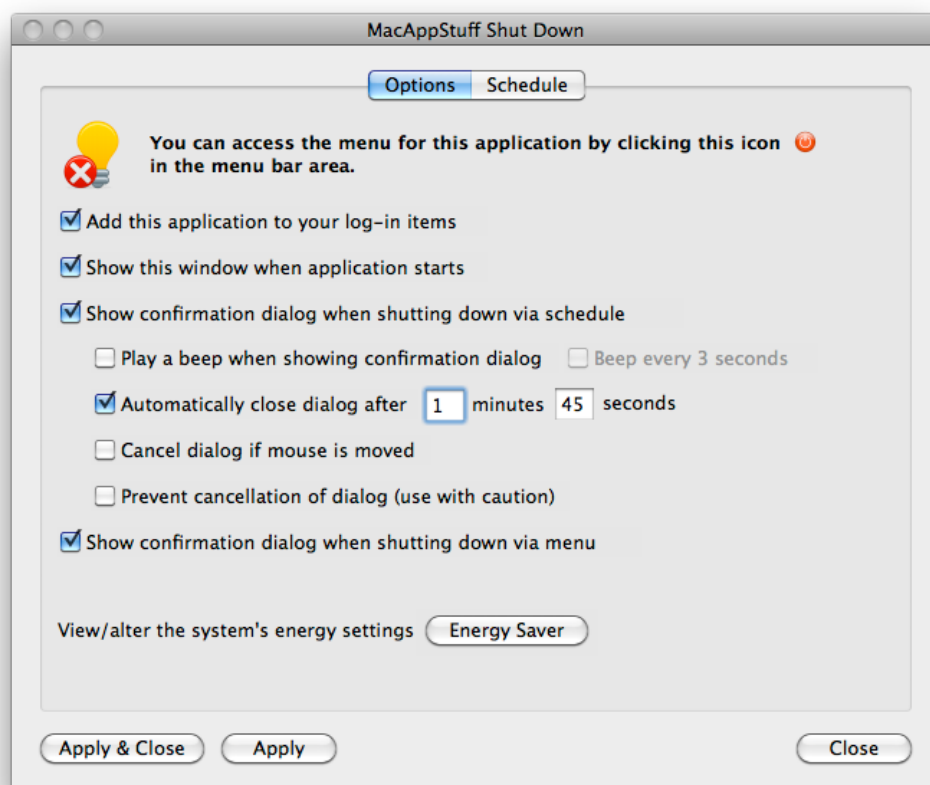 MacAppStuff Shut Down
Options Schedule
You can access the menu for this application by clicking this icon
in the menu bar area.
Add this application to your log-in items
Show this window when application starts
Show confirmation dialog when shutting down via schedule
Play a beep when showing confirmation dialog Beep every 3 seconds
Automatically close dialog after 1 minutes 45 seconds
Cancel dialog if mouse is moved
Prevent cancellation of dialog (use with caution)
Show confirmation dialog when shutting down via menu
View/alter the system's energy settings Energy Saver
Apply & Close Apply Close